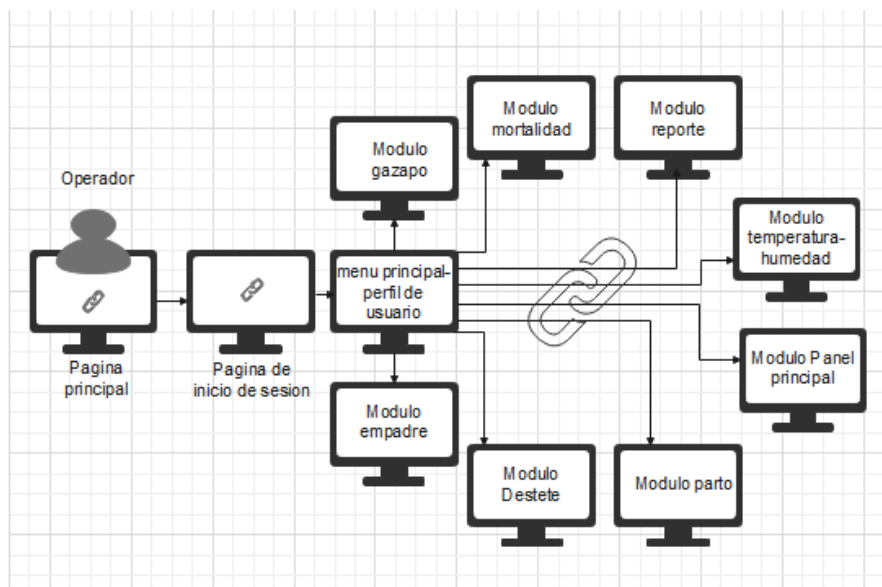 Operador
Pagina
principal
Pagina de
inicio de sesion
menu principal-
perfil de
usuario
Modulo
gazapo
Modulo
mortalidad
Modulo
reporte
Modulo
temperatura-
humedad
Modulo Panel
principal
Modulo parto
Modulo
Destete
Modulo
empadre